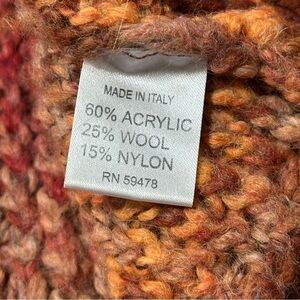 MADE IN ITALY
60% ACRYLIC
25% WOOL
15% NYLON
RN 59478